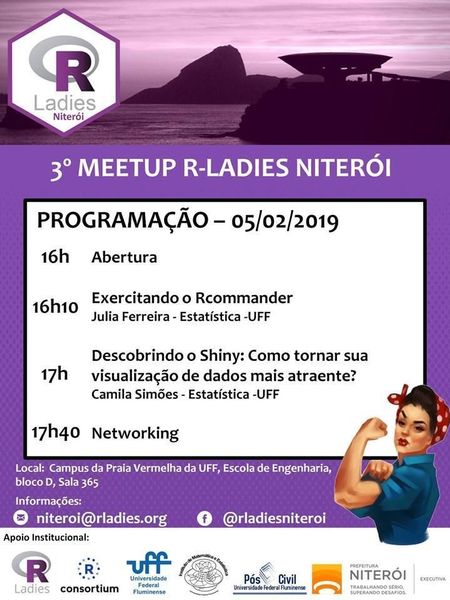 R
Ladies
Niterói
3º MEETUP R-LADIES NITERÓI
PROGRAMAÇÃO – 05/02/2019
16h Abertura
16h10 Exercitando o Rcommander
Julia Ferreira - Estatística -UFF
17h Descobrindo o Shiny: Como tornar sua
visualização de dados mais atraente?
Camila Simões - Estatística -UFF
17h40 Networking
Local: Campus da Praia Vermelha da UFF, Escola de Engenharia,
bloco D, Sala 365
Informações:
niteroi@rladies.org
@rladiesniteroi
Apoio Institucional:
R
Ladies
R
consortium
uff
Universidade
Federal
Fluminense
Pós Civil
Universidade Federal Fluminense
PREFEITURA
NITERÓI
TRABALHANDO SÉRIO,
SUPERANDO DESAFIOS.
EXECUTIVA